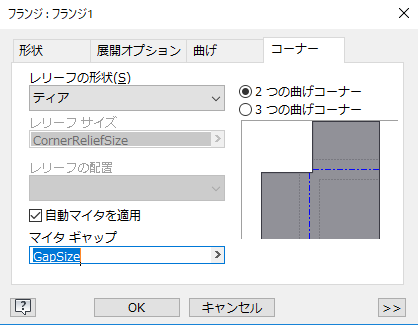 フランジ : フランジ1
形状
展開オプション
曲げ
コーナー
レリーフの形状(S)
ティア
レリーフ サイズ
CornerReliefSize
レリーフの配置
自動マイタを適用
マイタ ギャップ
GapSize
2 つの曲げコーナー
3 つの曲げコーナー
OK
キャンセル
>>